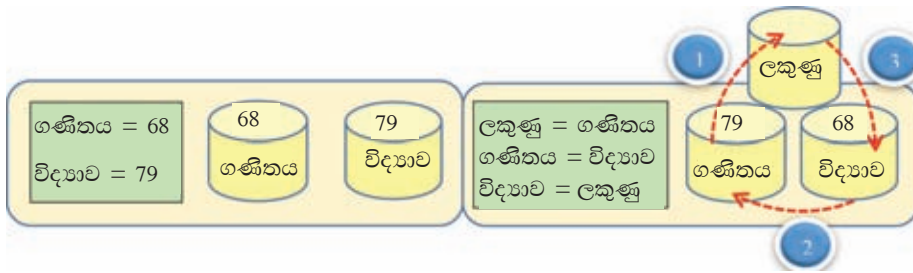 ගණිතය = 68
විද්‍යාව = 79
68
ගණිතය
79
විද්‍යාව
ලකුණු = ගණිතය
ගණිතය = විද්‍යාව
විද්‍යාව = ලකුණු
1
ලකුණු
3
79
ගණිතය
68
විද්‍යාව
2